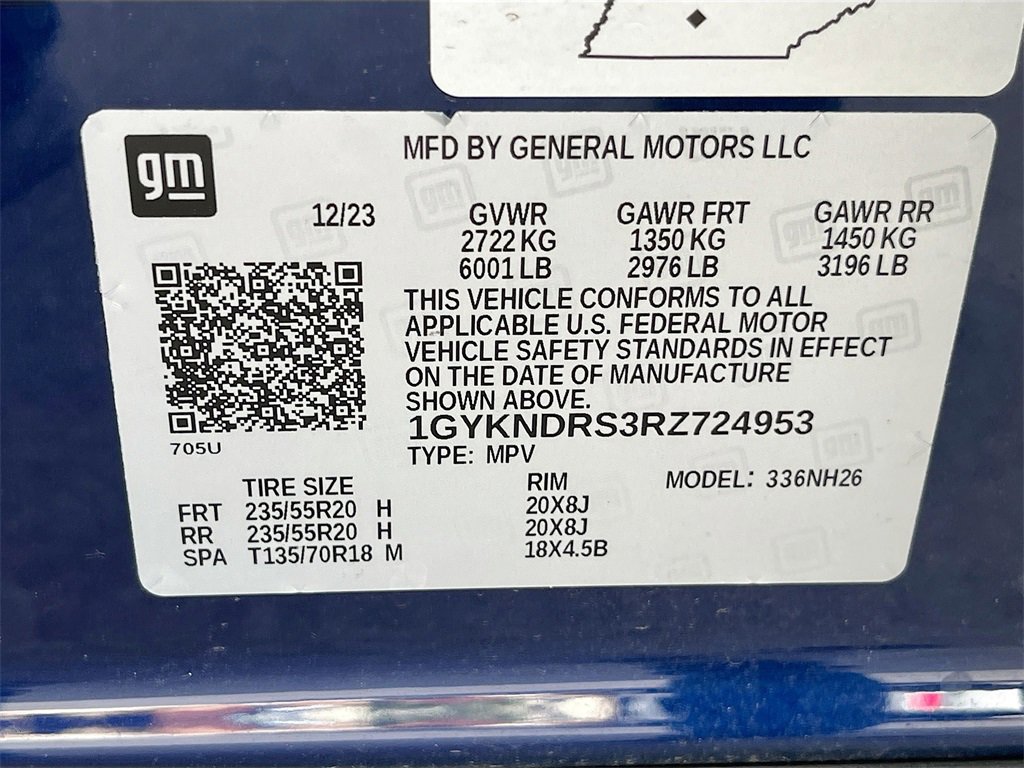 gm
MFD BY GENERAL MOTORS LLC
12/23
GVWR GAWR FRT GAWR RR
2722 KG 1350 KG 1450 KG
6001 LB 2976 LB 3196 LB
THIS VEHICLE CONFORMS TO ALL
APPLICABLE U.S. FEDERAL MOTOR
VEHICLE SAFETY STANDARDS IN EFFECT
ON THE DATE OF MANUFACTURE
SHOWN ABOVE.
1GYKNDRS3RZ724953
705U
TYPE: MPV
TIRE SIZE RIM MODEL: 336NH26
FRT 235/55R20 H 20X8J
RR 235/55R20 H 20X8J
SPA T135/70R18 M 18X4.5B